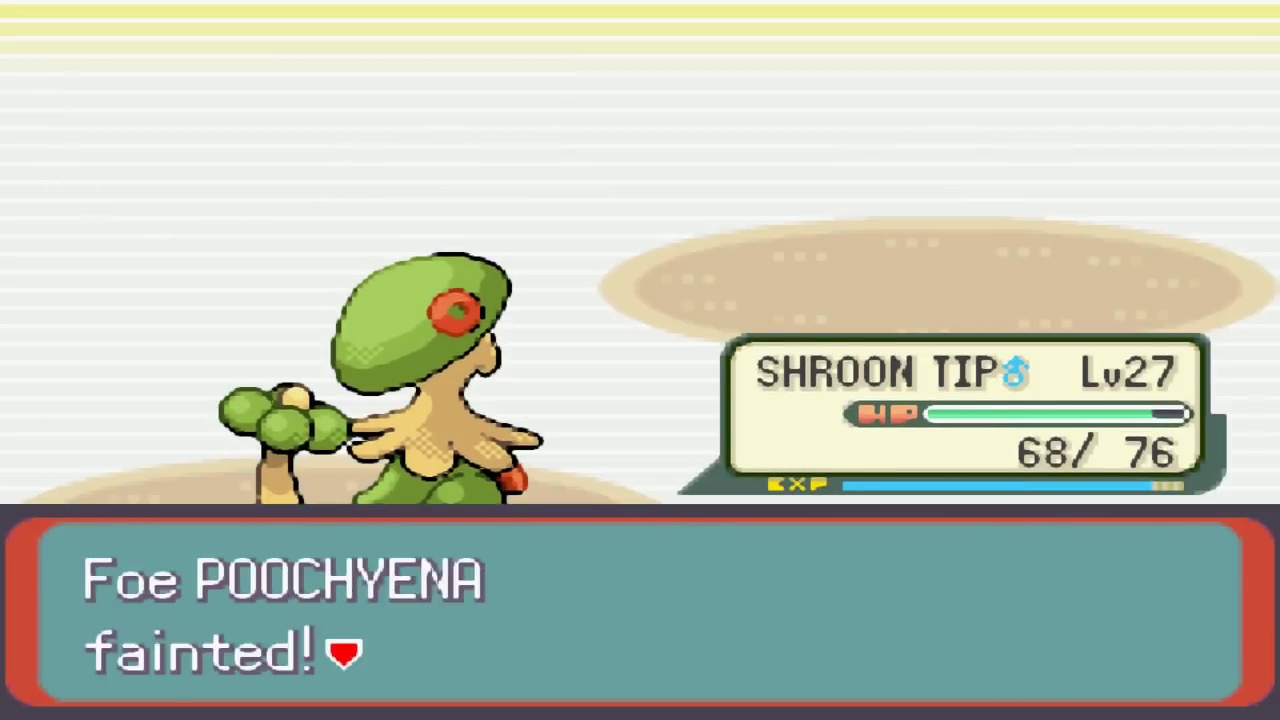 SHROON TIP♂ Lv27
HP
68/ 76
EXP
Foe POOCHYENA
fainted!